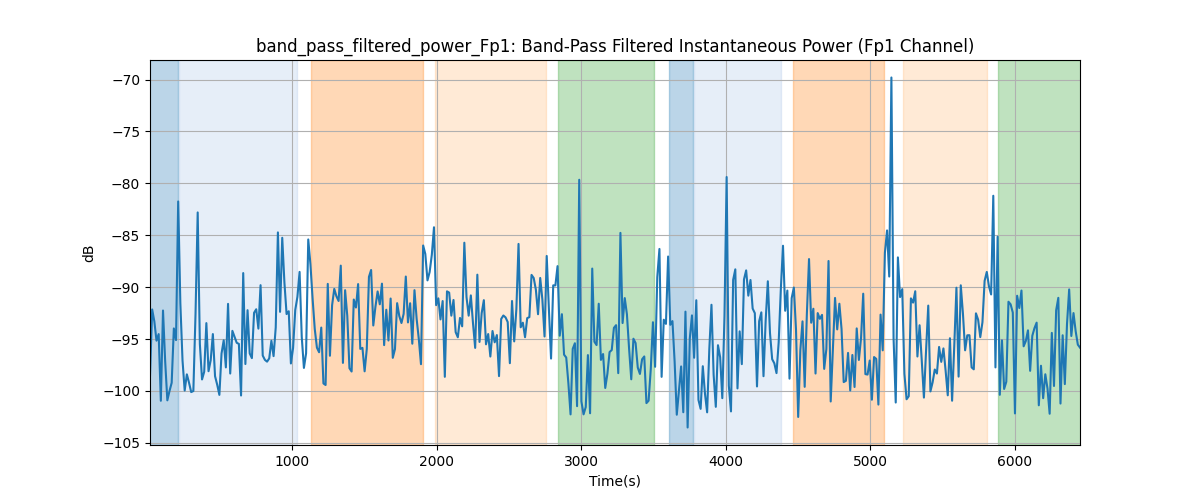 band_pass_filtered_power_Fp1: Band-Pass Filtered Instantaneous Power (Fp1 Channel)
−70
−75
−80
−85
−90
−95
−100
−105
dB
1000 2000 3000 4000 5000 6000
Time(s)